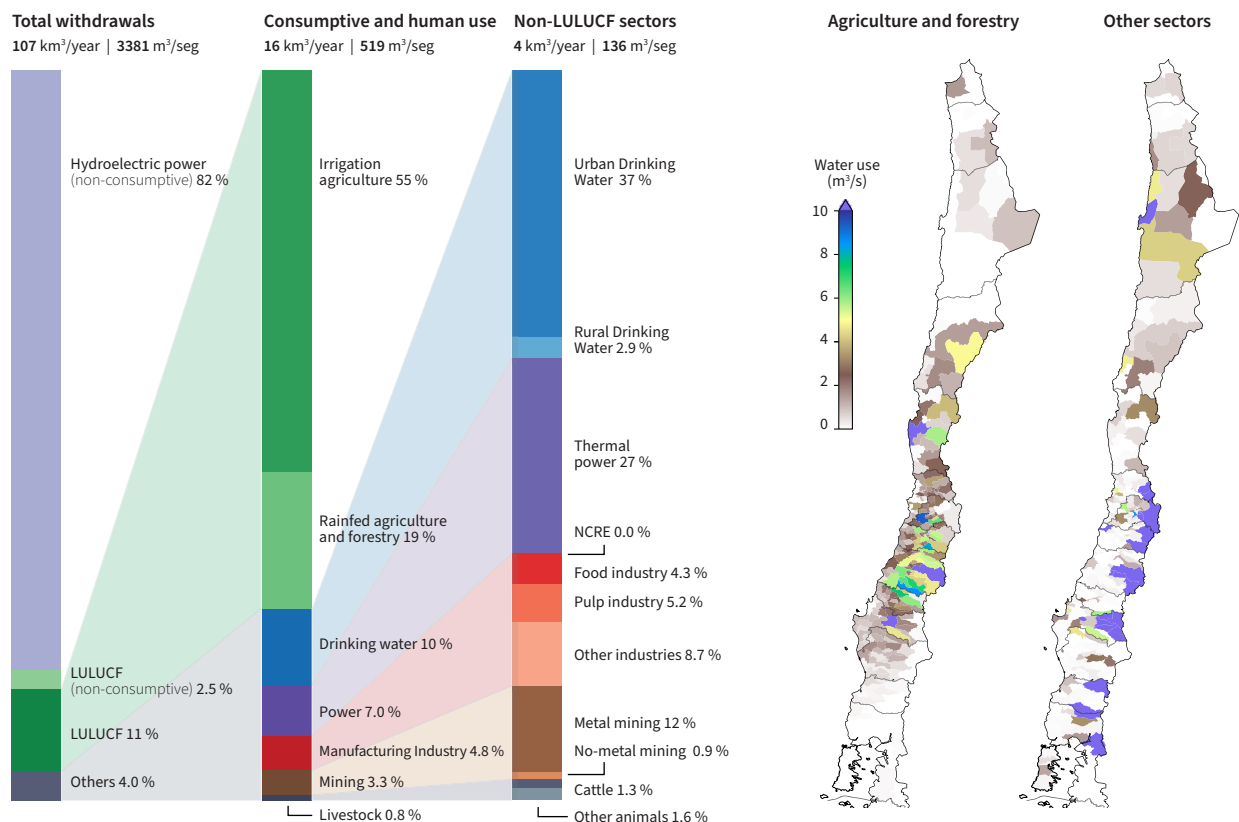 Total withdrawals
107 km³/year | 3381 m³/seg
Hydroelectric power
(non-consumptive) 82 %
LULUCF
(non-consumptive) 2.5 %
LULUCF 11 %
Others 4.0 %
Consumptive and human use
16 km³/year | 519 m³/seg
Irrigation
agriculture 55 %
Rainfed agriculture
and forestry 19 %
Drinking water 10 %
Power 7.0 %
Manufacturing Industry 4.8 %
Mining 3.3 %
Livestock 0.8 %
Non-LULUCF sectors
4 km³/year | 136 m³/seg
Urban Drinking
Water 37 %
Rural Drinking
Water 2.9 %
Thermal
power 27 %
NCRE 0.0 %
Food industry 4.3 %
Pulp industry 5.2 %
Other industries 8.7 %
Metal mining 12 %
No-metal mining 0.9 %
Cattle 1.3 %
Other animals 1.6 %
Agriculture and forestry
Other sectors
Water use
(m³/s)
10
8
6
4
2
0